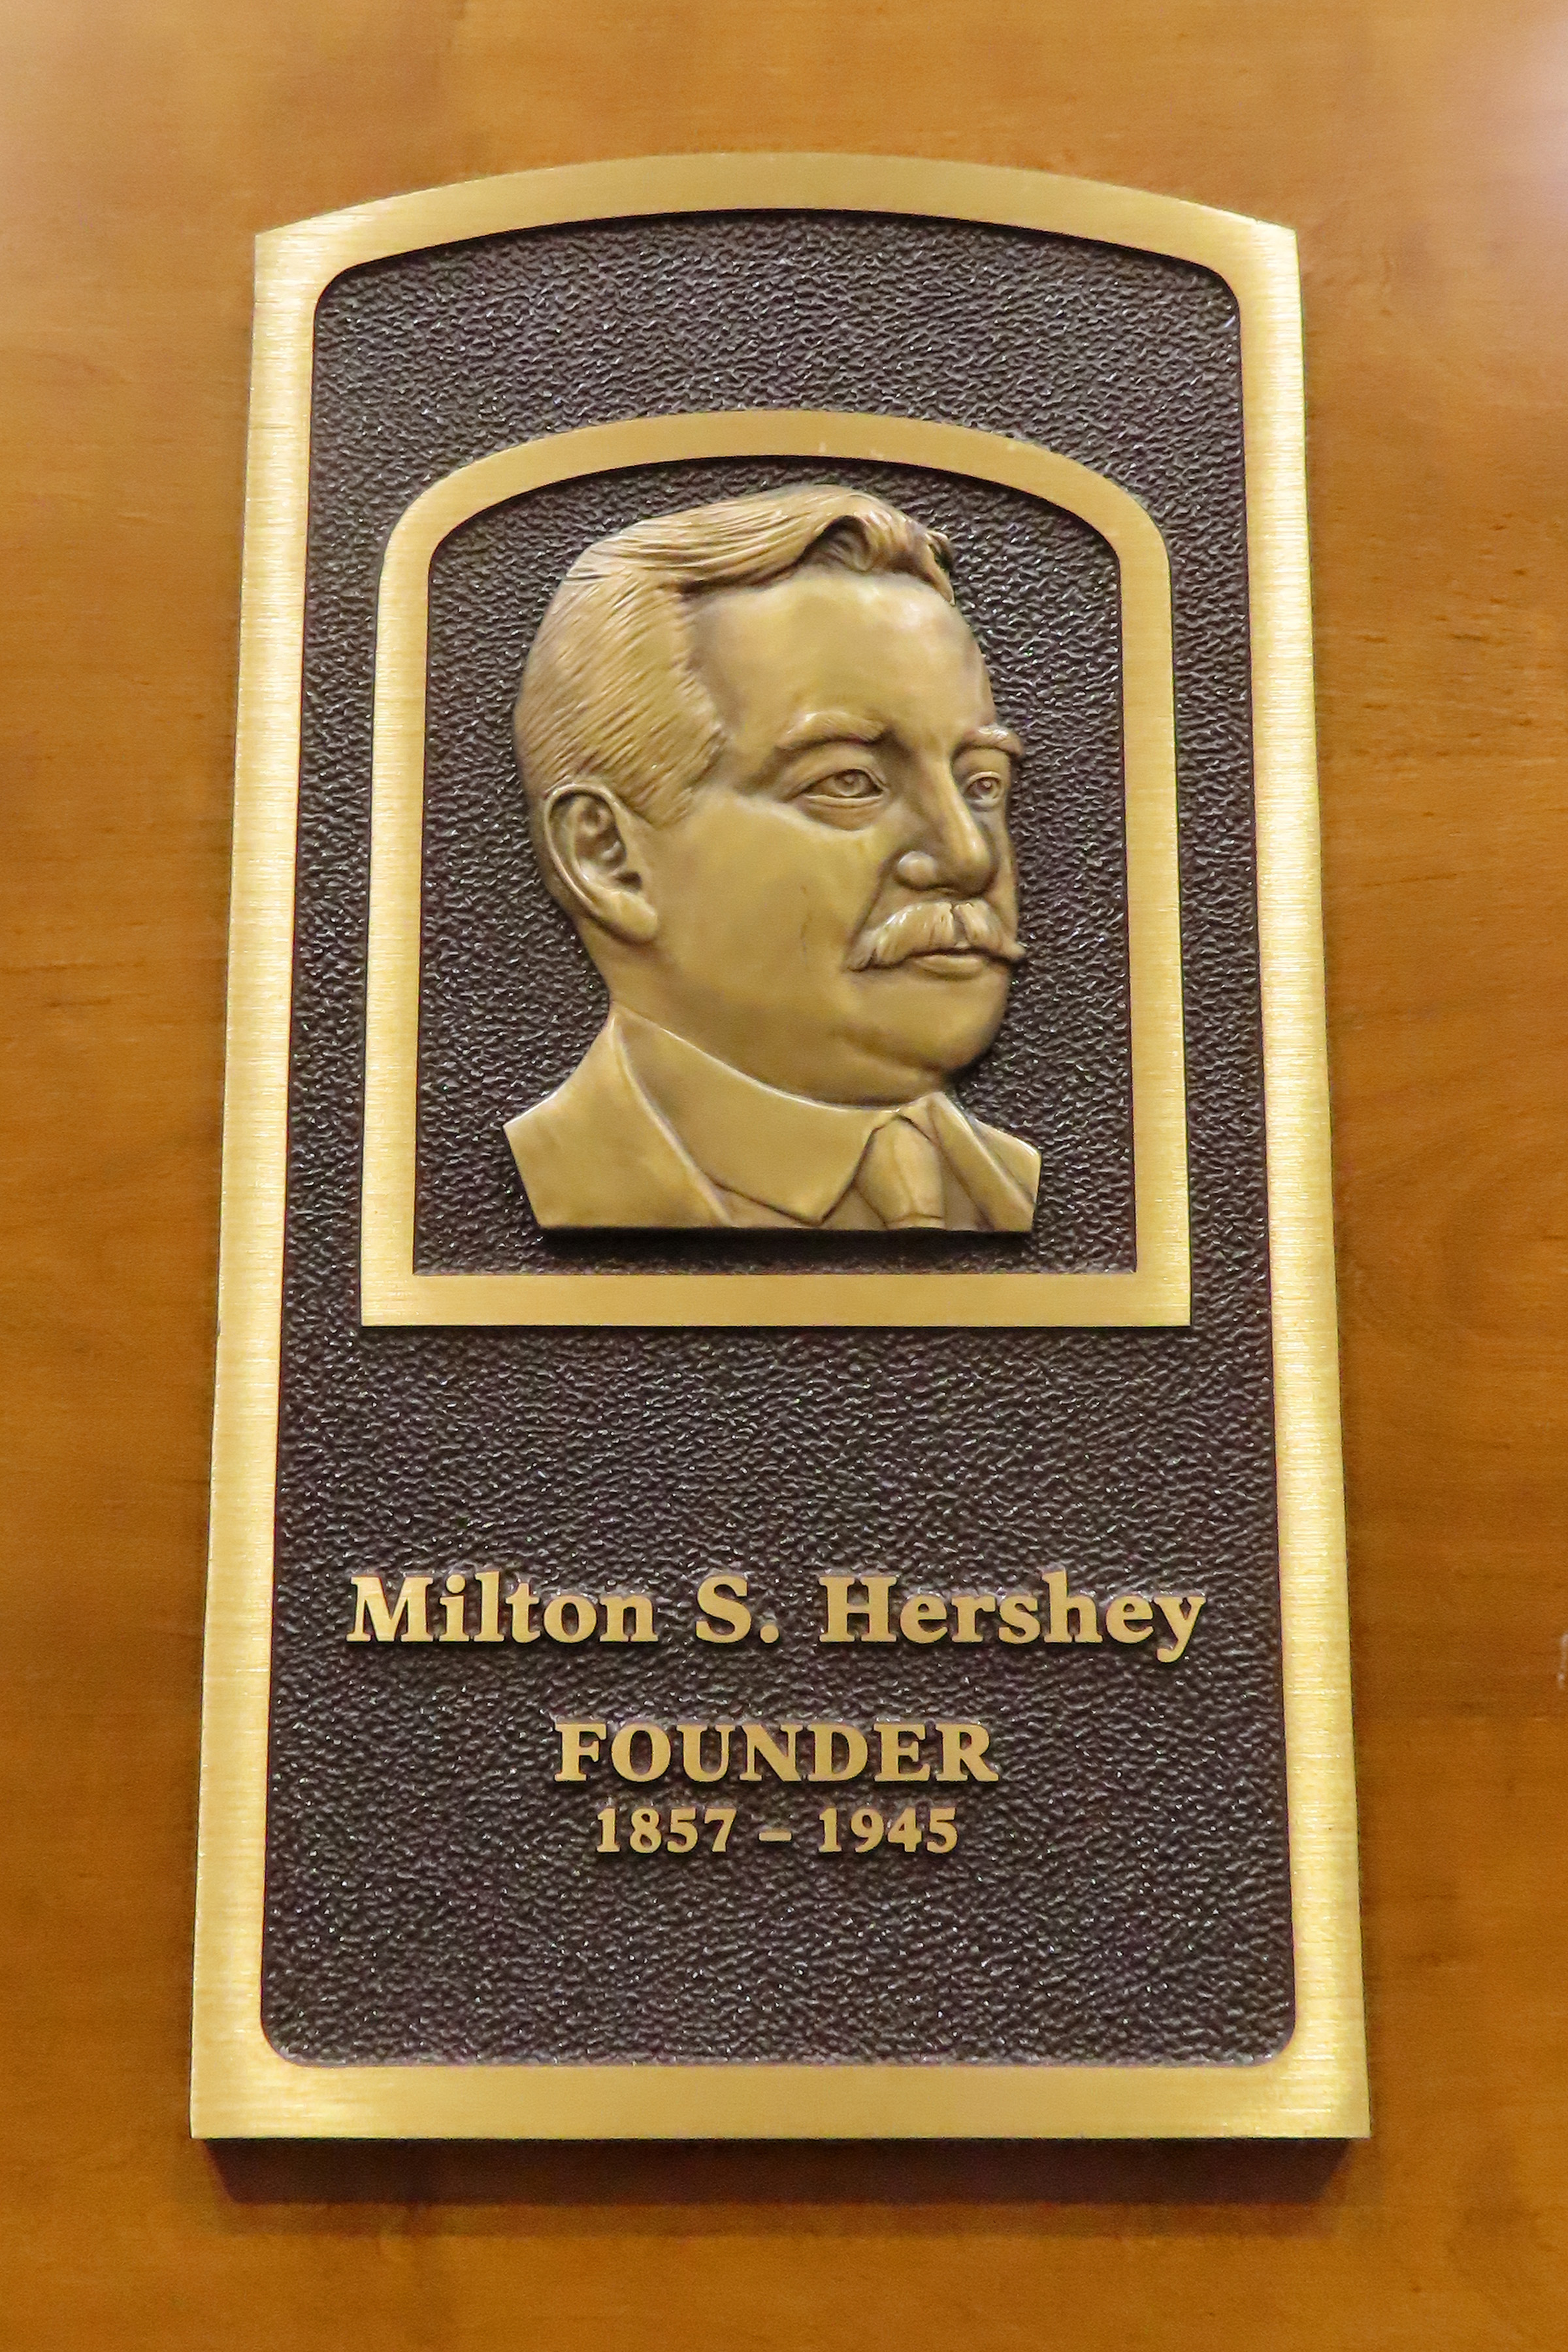 Milton S. Hershey
FOUNDER
1857 – 1945